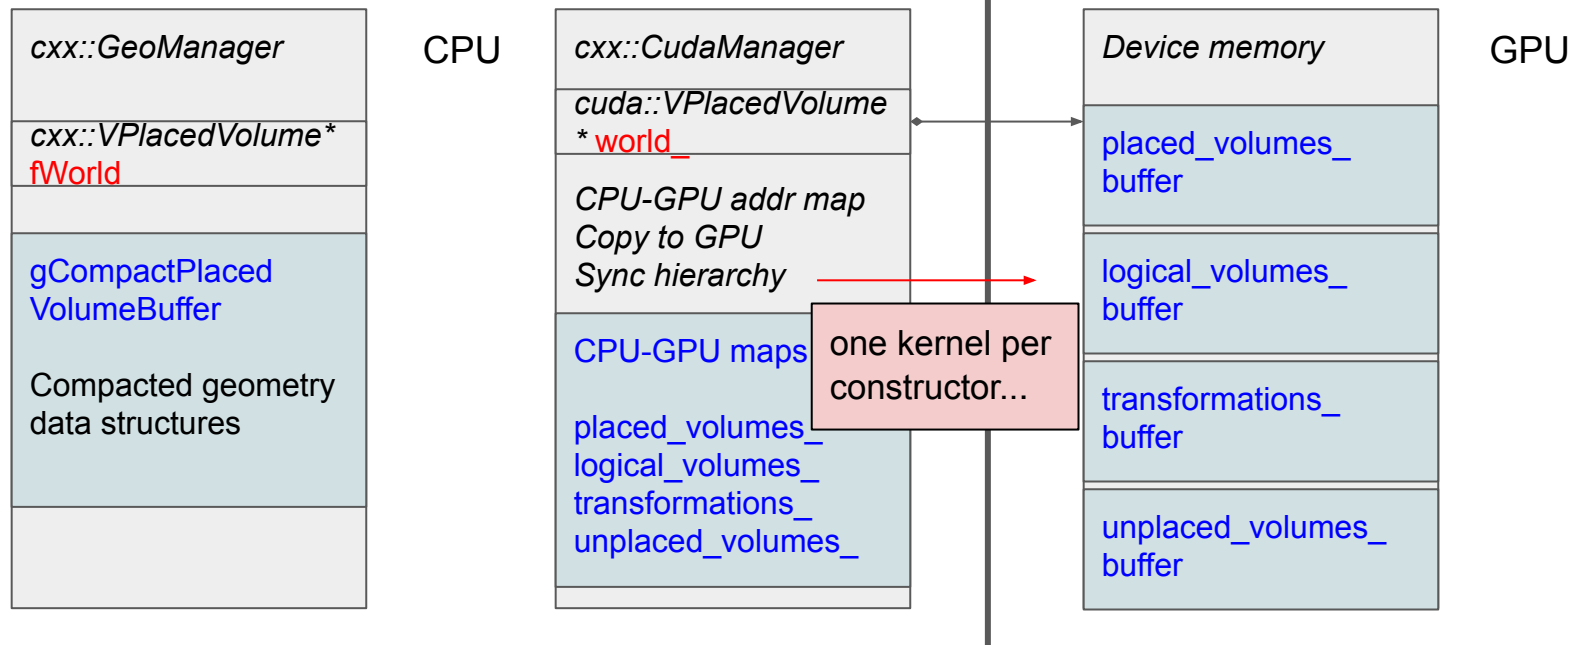 cxx::GeoManager
cxx::VPlacedVolume*
fWorld
gCompactPlaced
VolumeBuffer
Compacted geometry
data structures
CPU
cxx::CudaManager
cuda::VPlacedVolume
* world_
CPU-GPU addr map
Copy to GPU
Sync hierarchy
CPU-GPU maps
placed_volumes_
logical_volumes_
transformations_
unplaced_volumes_
one kernel per
constructor...
Device memory
placed_volumes_
buffer
logical_volumes_
buffer
transformations_
buffer
unplaced_volumes_
buffer
GPU